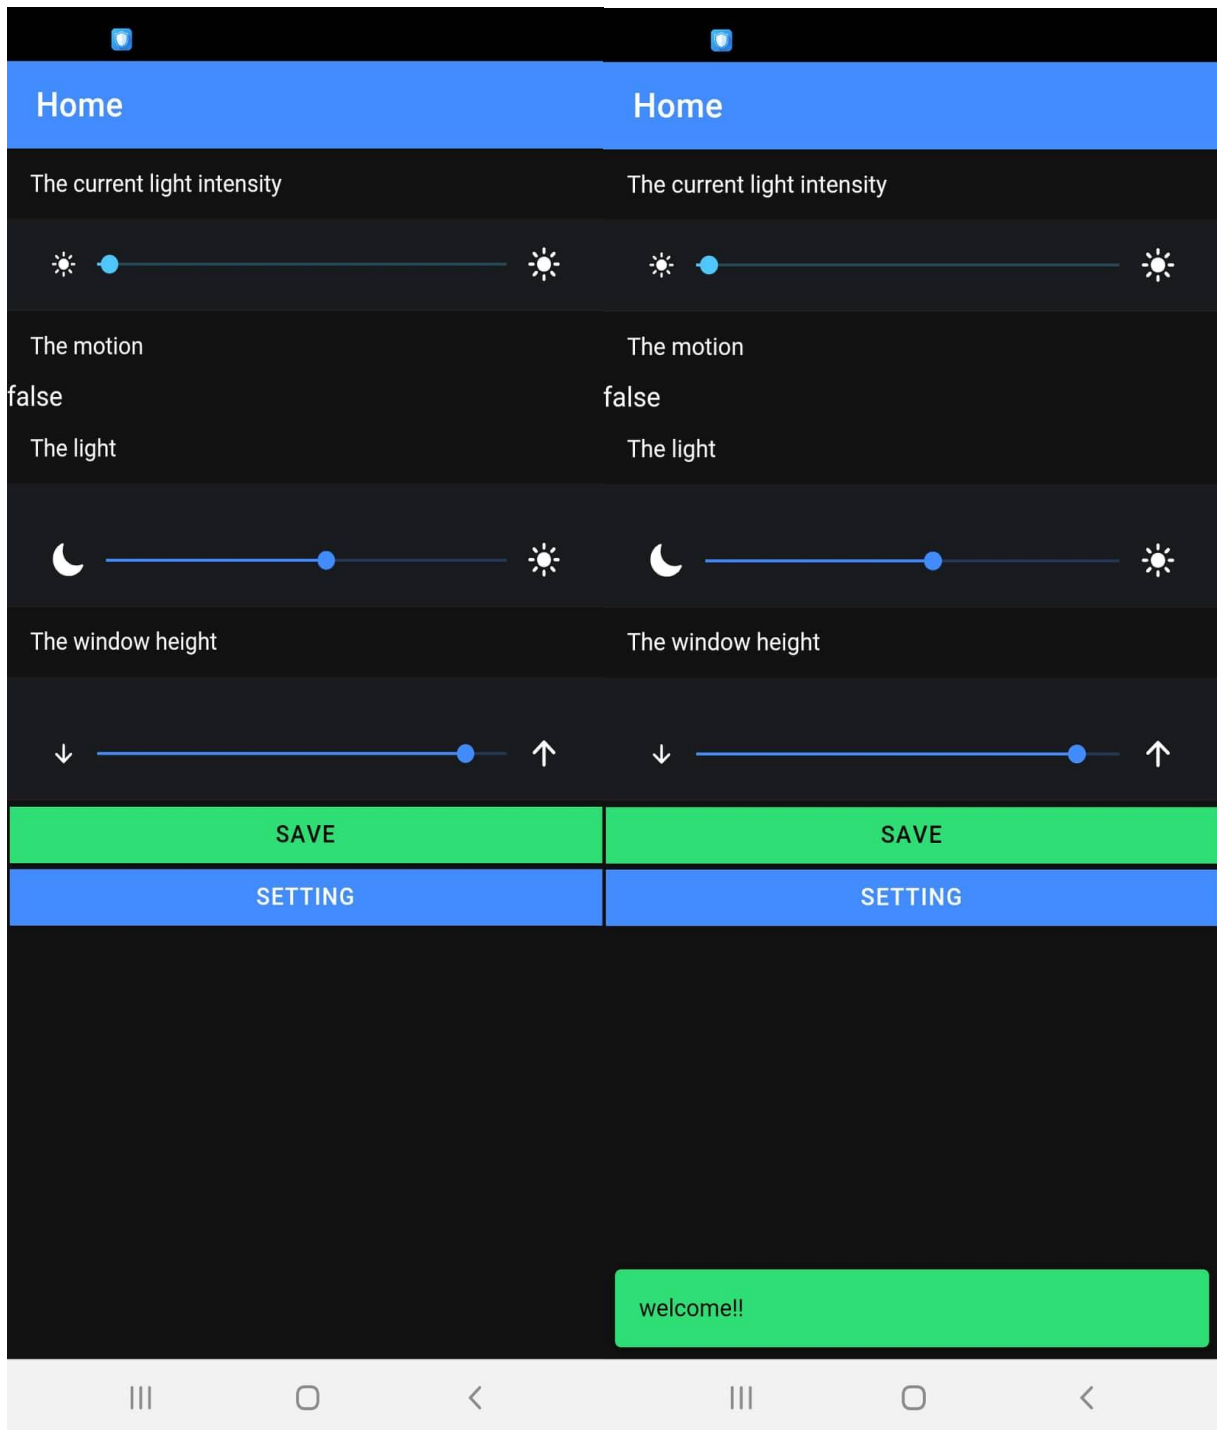 Home
The current light intensity
The motion
false
The light
The window height
SAVE
SETTING
Home
The current light intensity
The motion
false
The light
The window height
SAVE
SETTING
welcome!!